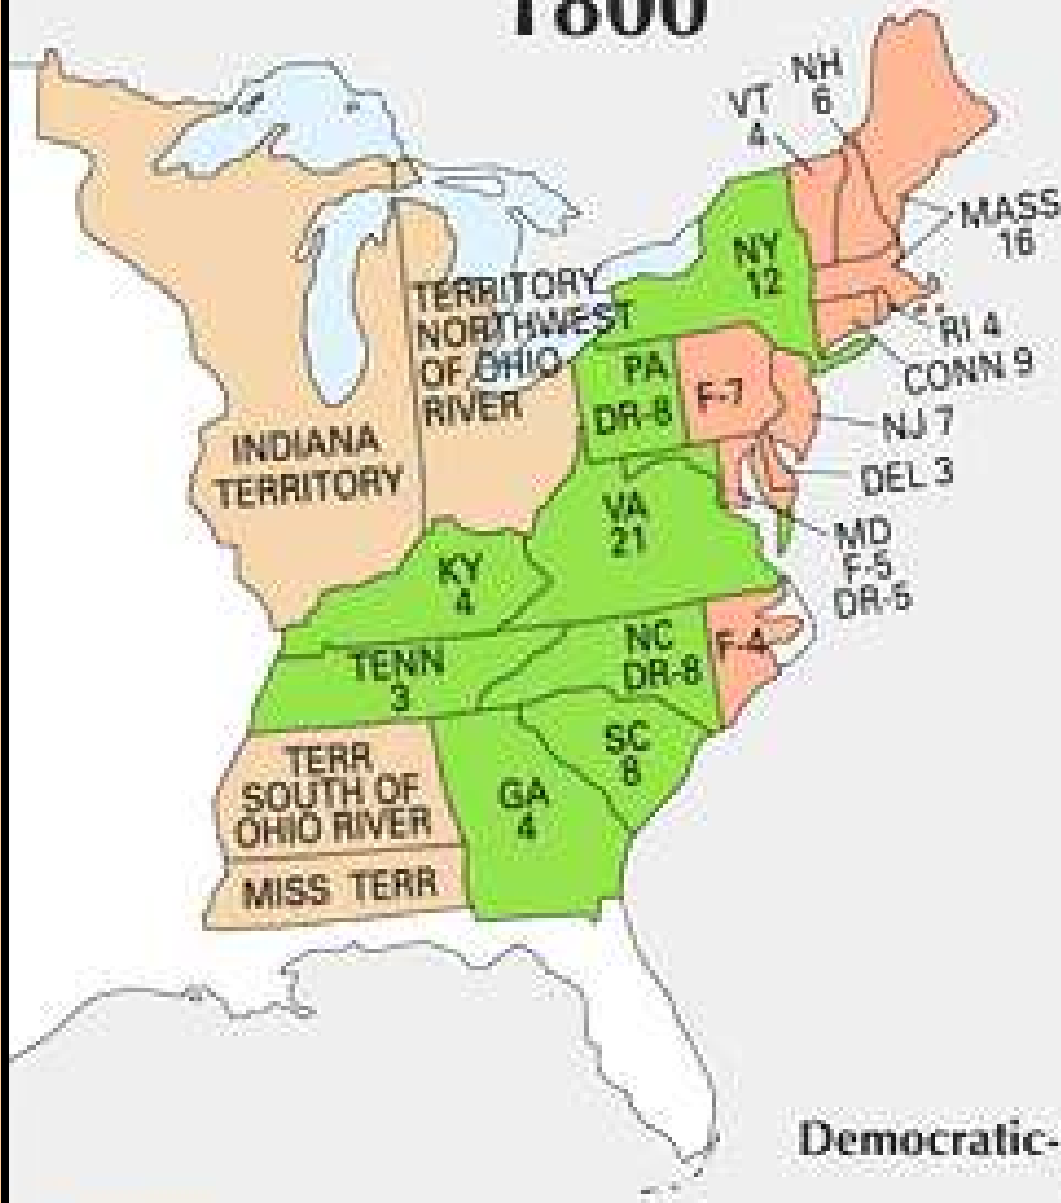 1800
NH
6
VT
4
MASS
16
NY
12
TERRITORY
NORTHWEST
OF OHIO
RIVER
RI 4
CONN 9
PA
DR-8
F-7
NJ 7
INDIANA
TERRITORY
DEL 3
VA
21
MD
F-5
DR-5
KY
4
NC
DR-8
F-4
TENN
3
SC
8
TERR
SOUTH OF
OHIO RIVER
GA
4
MISS TERR
Democratic-